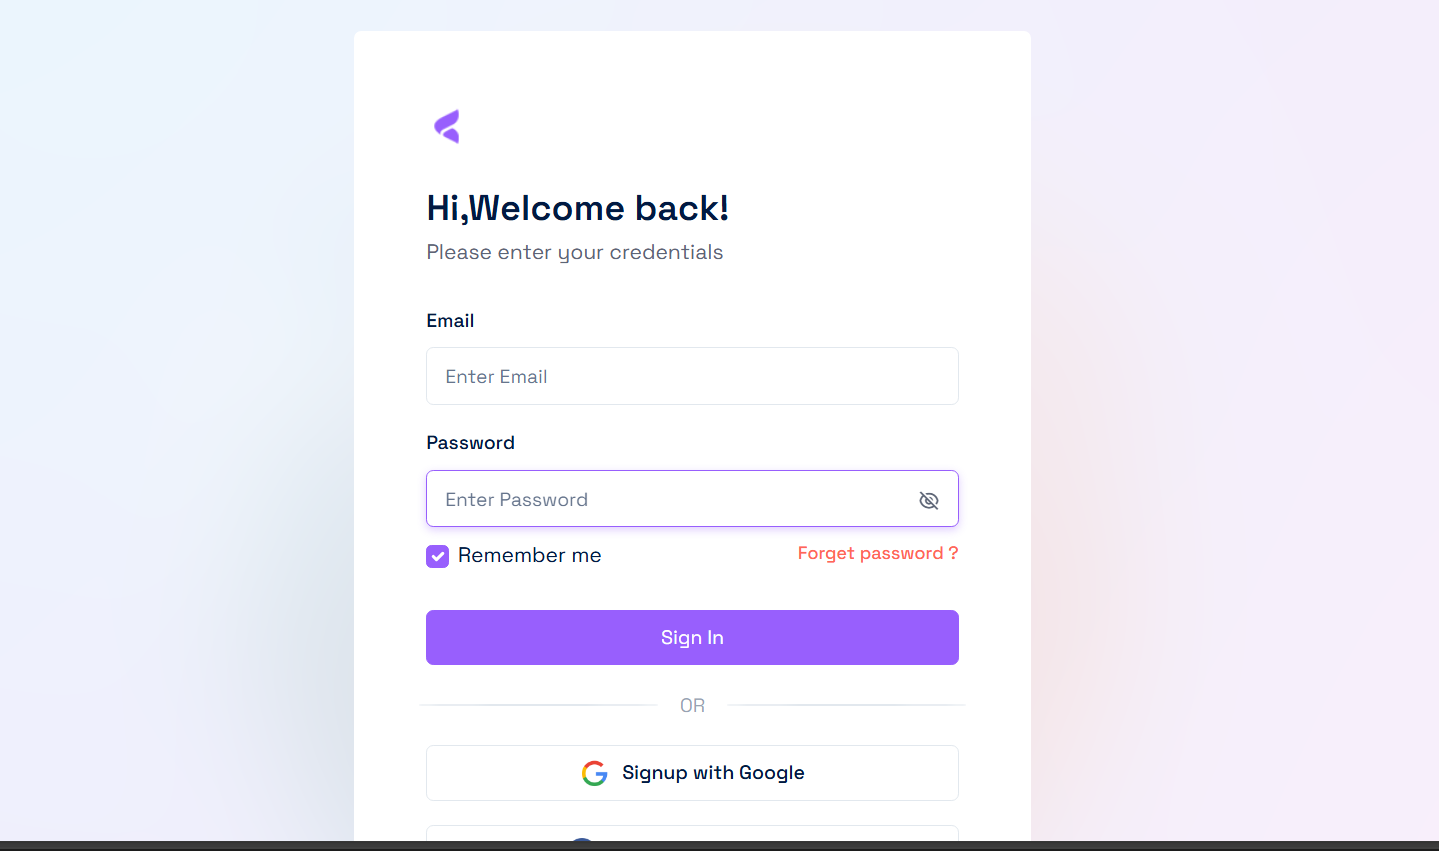 Hi,Welcome back!
Please enter your credentials
Email
Enter Email
Password
Enter Password
Remember me
Forget password ?
Sign In
OR
Signup with Google